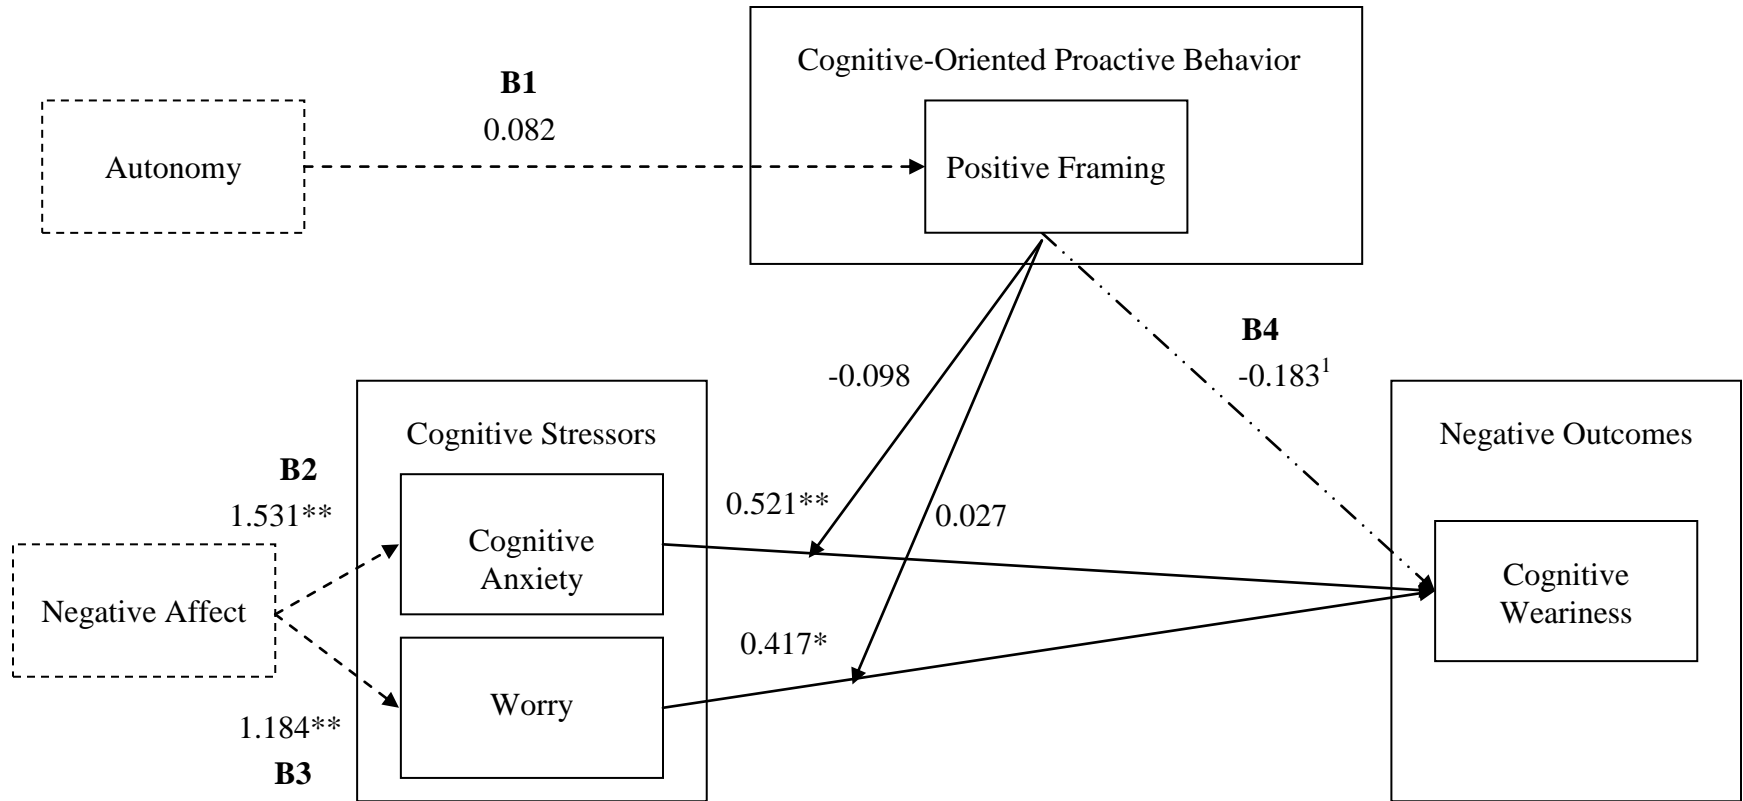 Cognitive-Oriented Proactive Behavior
B1
0.082
Autonomy
Positive Framing
B4
-0.098
-0.183¹
Cognitive Stressors
Negative Outcomes
B2
1.531**
0.521**
0.027
Cognitive
Anxiety
Cognitive
Weariness
Negative Affect
0.417*
Worry
1.184**
B3